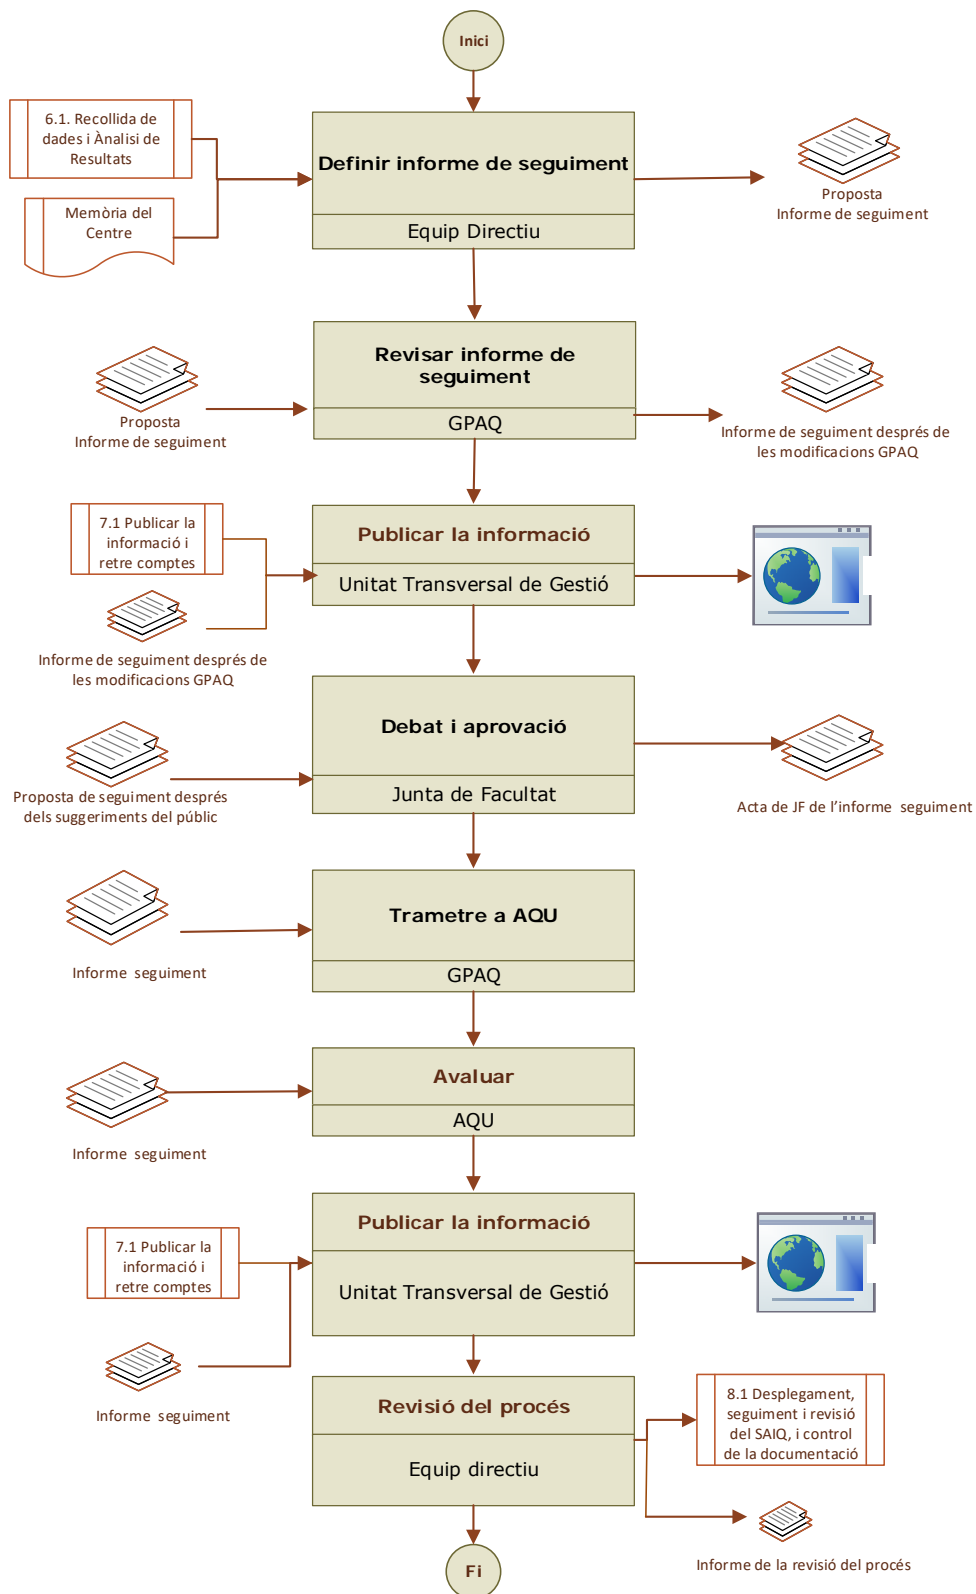 Inici
6.1. Recollida de
dades i Ànalisi de
Resultats
Memòria del
Centre
Definir informe de seguiment
Equip Directiu
Proposta
Informe de seguiment
Proposta
Informe de seguiment
Revisar informe de
seguiment
GPAQ
Informe de seguiment després de
les modificacions GPAQ
7.1 Publicar la
informació i
retre comptes
Informe de seguiment després de
les modificacions GPAQ
Publicar la informació
Unitat Transversal de Gestió
Proposta de seguiment després
dels suggeriments del públic
Debat i aprovació
Junta de Facultat
Acta de JF de l’informe seguiment
Informe seguiment
Trametre a AQU
GPAQ
Informe seguiment
Avaluar
AQU
7.1 Publicar la
informació i
retre comptes
Informe seguiment
Publicar la informació
Unitat Transversal de Gestió
Revisió del procés
Equip directiu
8.1 Desplegament,
seguiment i revisió
del SAIQ, i control
de la documentació
Informe de la revisió del procés
Fi